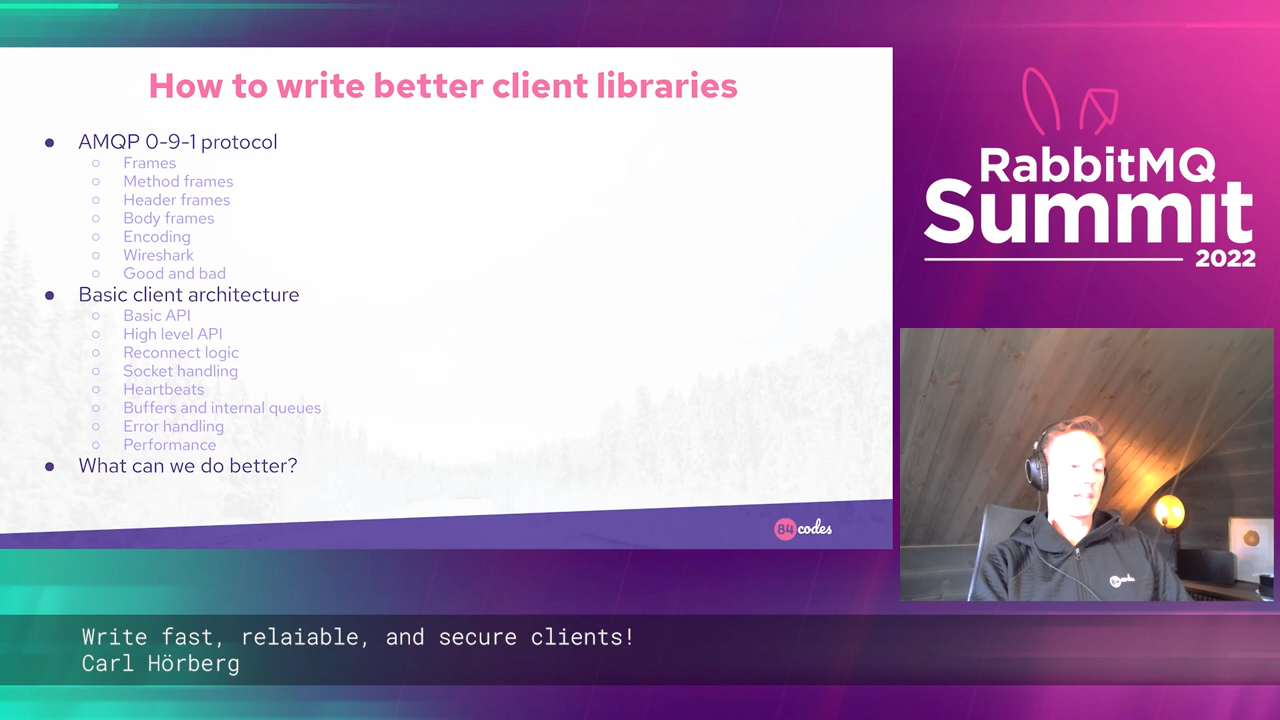 How to write better client libraries
● AMQP 0-9-1 protocol
○ Frames
○ Method frames
○ Header frames
○ Body frames
○ Encoding
○ Wireshark
○ Good and bad
● Basic client architecture
○ Basic API
○ High level API
○ Reconnect logic
○ Socket handling
○ Heartbeats
○ Buffers and internal queues
○ Error handling
○ Performance
● What can we do better?
84 codes
RabbitMQ
Summit
2022
84codes
Write fast, relaiable, and secure clients!
Carl Hörberg